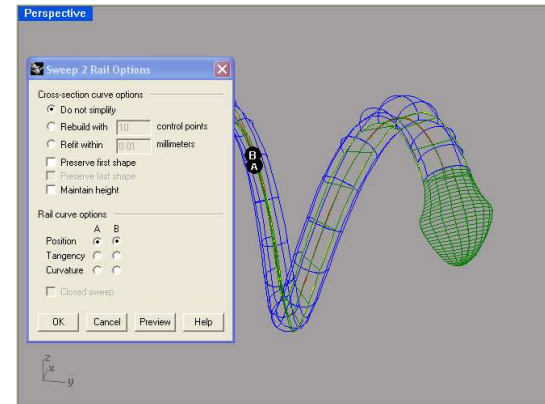 Perspective
Sweep 2 Rail Options
Cross-section curve options
Do not simplify
Rebuild with 10 control points
Refit within 0.01 millimeters
Preserve first shape
Preserve last shape
Maintain height
Rail curve options
A B
Position
Tangency
Curvature
Closed sweep
OK Cancel Preview Help
B
A
z
x
y